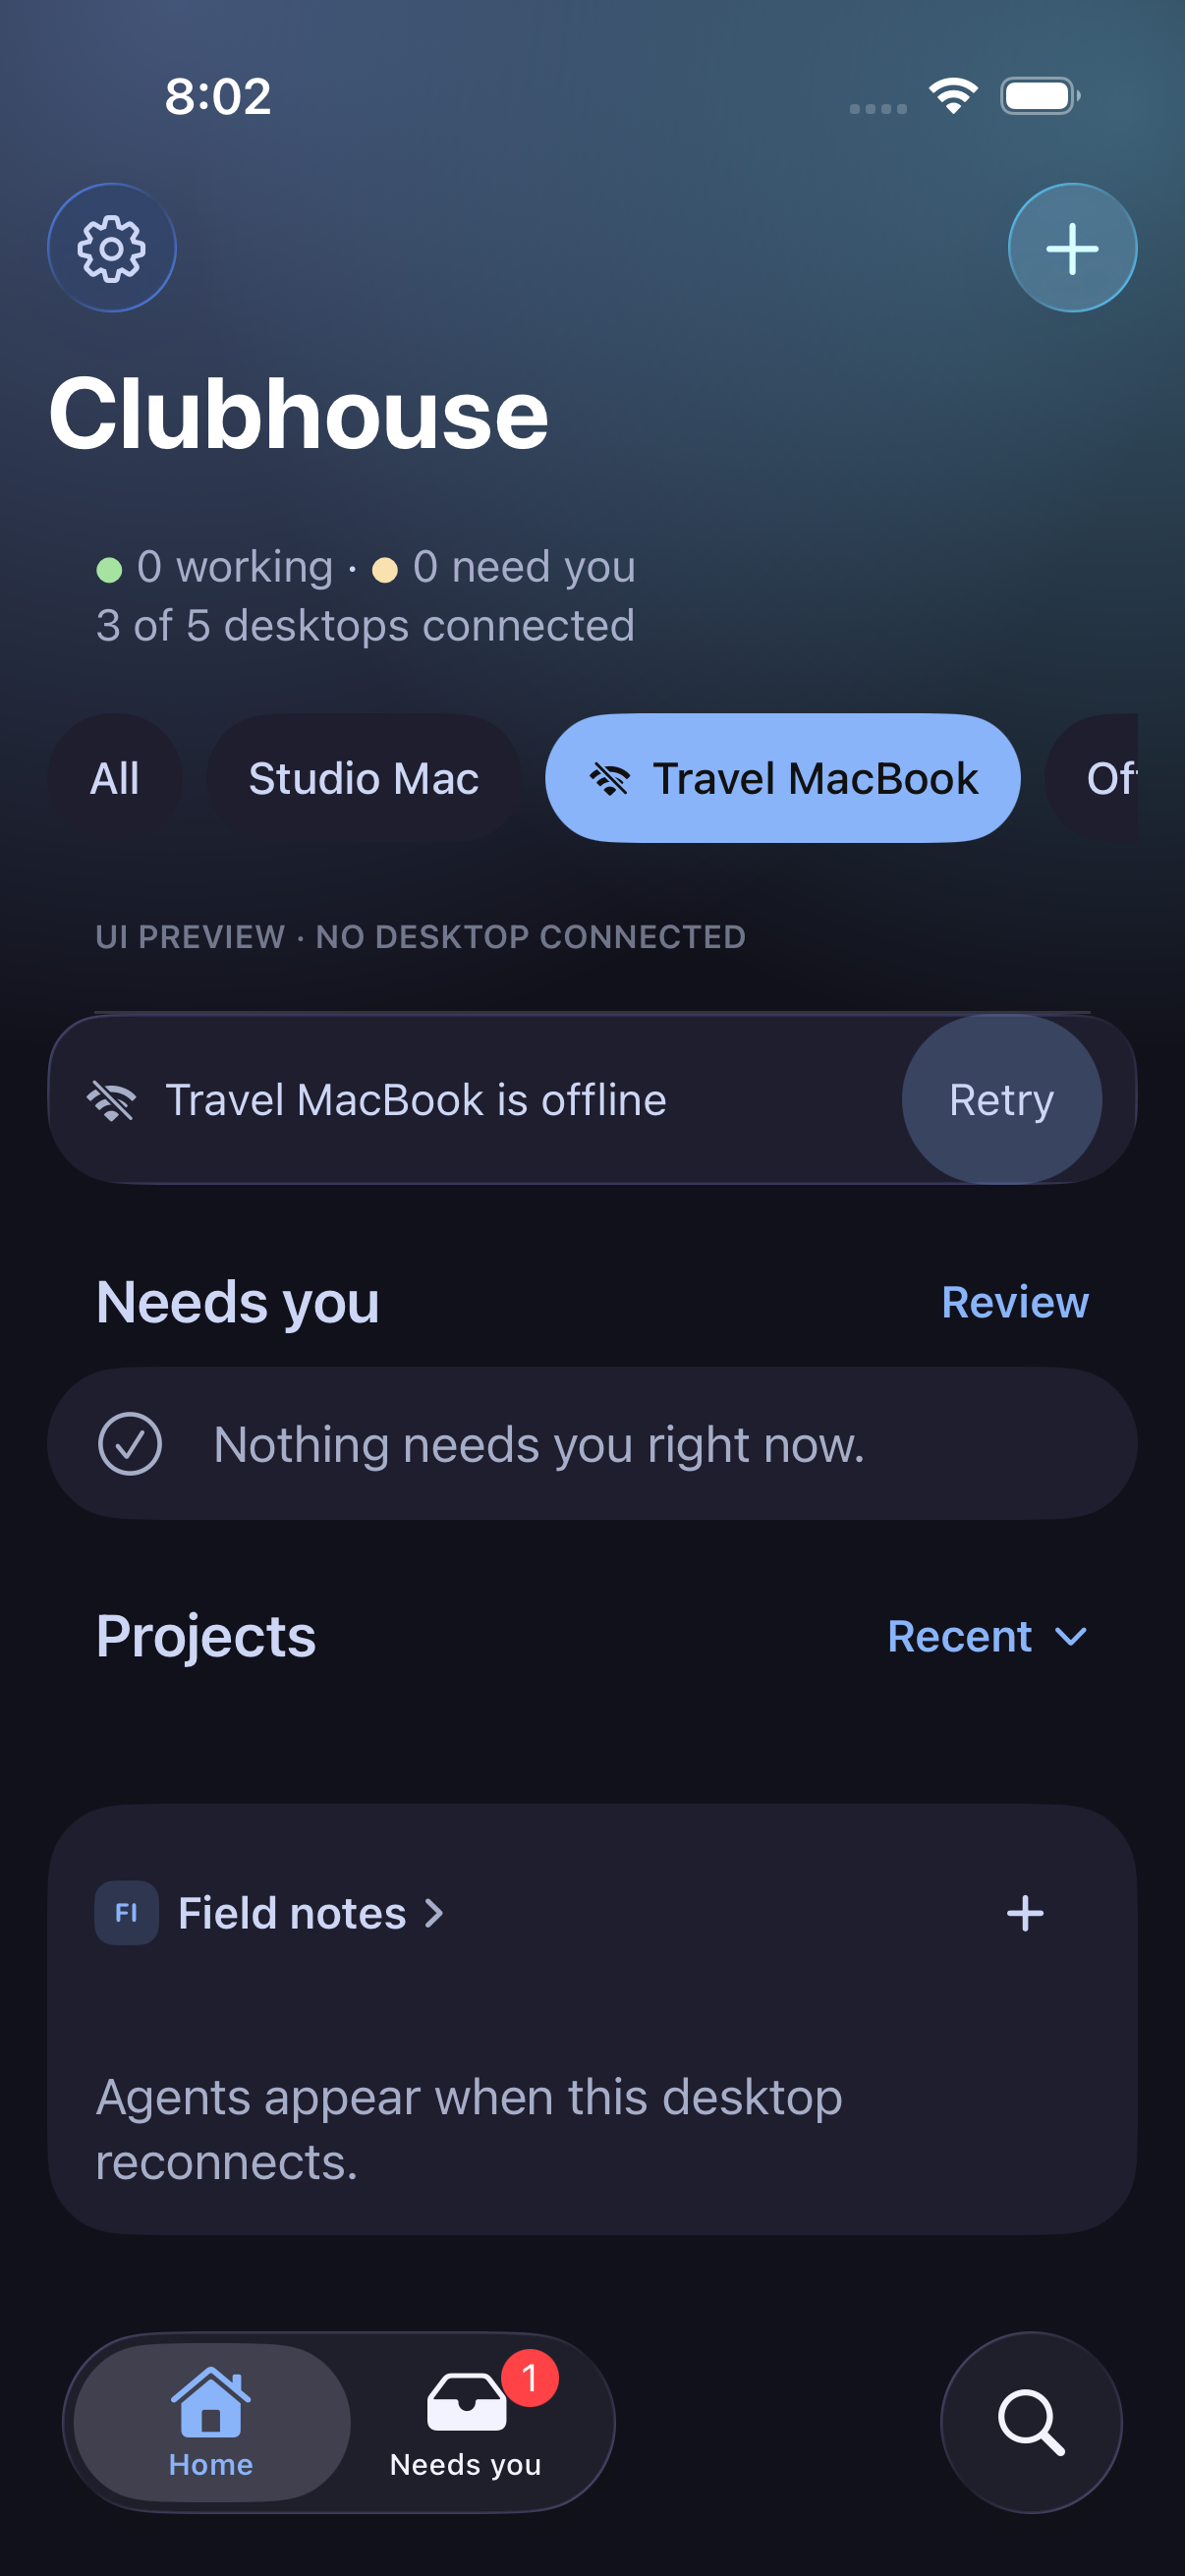 8:02
Clubhouse
0 working · 0 need you
3 of 5 desktops connected
All
Studio Mac
Travel MacBook
UI PREVIEW · NO DESKTOP CONNECTED
Travel MacBook is offline
Retry
Needs you
Review
Nothing needs you right now.
Projects
Recent
FI
Field notes
Agents appear when this desktop
reconnects.
1
Home
Needs you